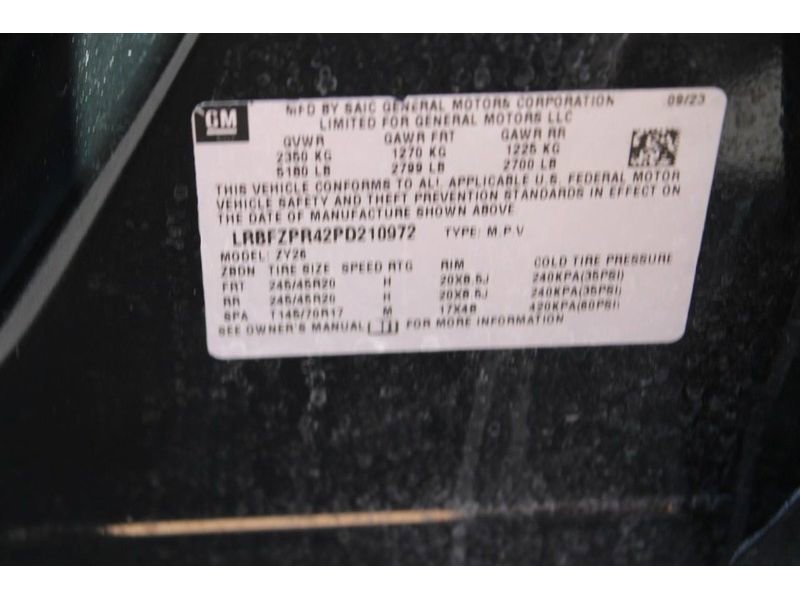 GM
MFD BY SAIC GENERAL MOTORS CORPORATION 09/23
LIMITED FOR GENERAL MOTORS LLC
GVWR GAWR FRT GAWR RR
2350 KG 1270 KG 1225 KG
5180 LB 2799 LB 2700 LB
THIS VEHICLE CONFORMS TO ALL APPLICABLE U.S. FEDERAL MOTOR
VEHICLE SAFETY AND THEFT PREVENTION STANDARDS IN EFFECT ON
THE DATE OF MANUFACTURE SHOWN ABOVE
LRBFZPR42PD210972 TYPE: M.P.V
MODEL: ZY26
TIRE SIZE SPEED RTG RIM COLD TIRE PRESSURE
FRT 245/45R20 H 20X8.5J 240KPA(35PSI)
RR 245/45R20 H 20X8.5J 240KPA(35PSI)
SPA T145/70R17 M 17X4B 420KPA(60PSI)
SEE OWNER'S MANUAL FOR MORE INFORMATION